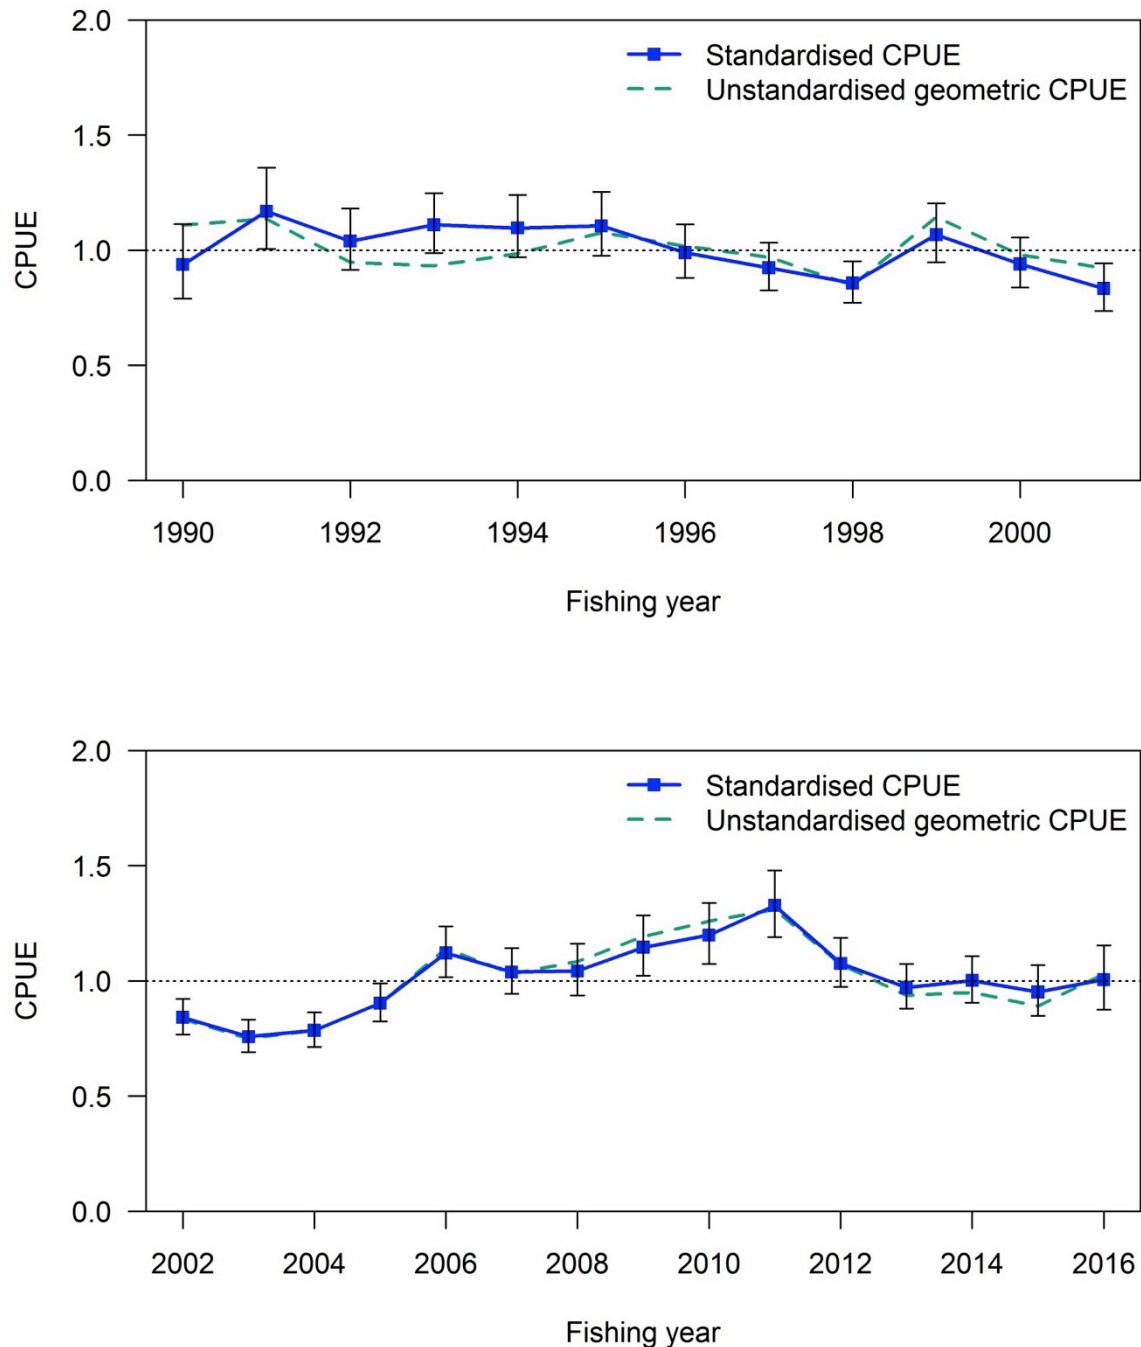 2.0
Standardised CPUE
Unstandardised geometric CPUE
1.5
CPUE
1.0
0.5
0.0
1990 1992 1994 1996 1998 2000
Fishing year
2.0
Standardised CPUE
Unstandardised geometric CPUE
1.5
CPUE
1.0
0.5
0.0
2002 2004 2006 2008 2010 2012 2014 2016
Fishing year